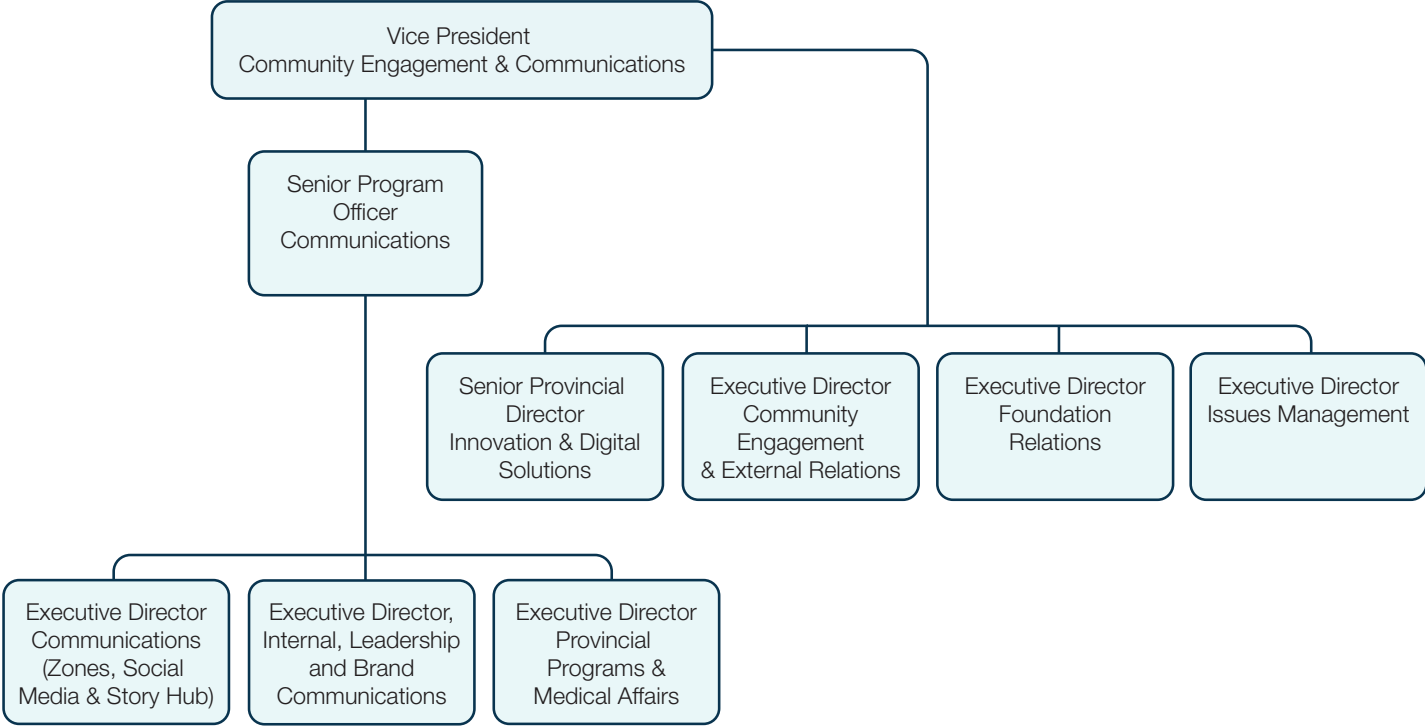 Vice President
Community Engagement & Communications
Senior Program
Officer
Communications
Senior Provincial
Director
Innovation & Digital
Solutions
Executive Director
Community
Engagement
& External Relations
Executive Director
Foundation
Relations
Executive Director
Issues Management
Executive Director
Communications
(Zones, Social
Media & Story Hub)
Executive Director,
Internal, Leadership
and Brand
Communications
Executive Director
Provincial
Programs &
Medical Affairs